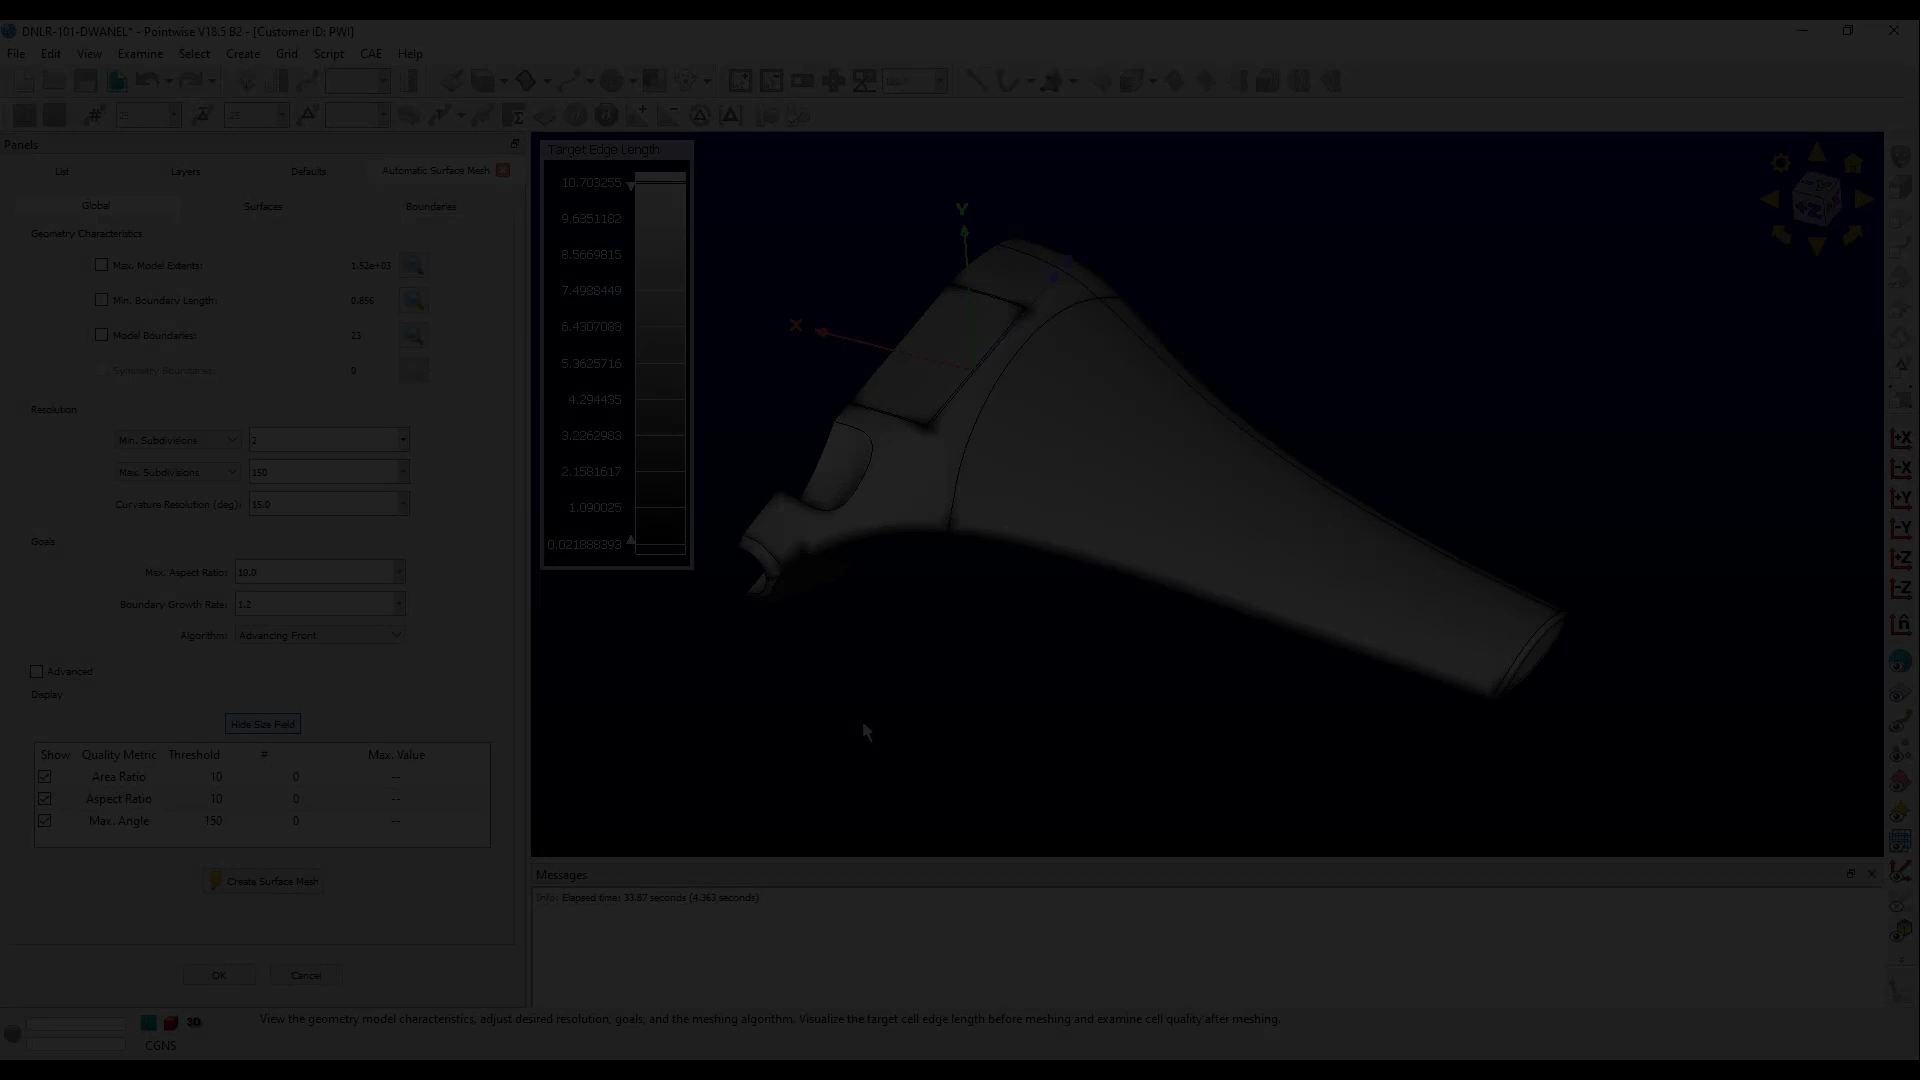 DNLR-101-DWANEL* - Pointwise V18.5 B2 - [Customer ID: PWI]
File Edit View Examine Select Create Grid Script CAE Help
25 .25
Panels
List Layers Defaults Automatic Surface Mesh
Global Surfaces Boundaries
Geometry Characteristics
Max. Model Extents: 1.52e+03
Min. Boundary Length: 0.856
Model Boundaries: 23
Symmetry Boundaries: 0
Resolution
Min. Subdivisions 2
Max. Subdivisions 150
Curvature Resolution (deg): 15.0
Goals
Max. Aspect Ratio: 10.0
Boundary Growth Rate: 1.2
Algorithm: Advancing Front
Advanced
Display
Hide Size Field
Show Quality Metric Threshold # Max. Value
Area Ratio 10 0 --
Aspect Ratio 10 0 --
Max. Angle 150 0 --
Create Surface Mesh
OK Cancel
Target Edge Length
10.703255
9.6351182
8.5669815
7.4988449
6.4307083
5.3625716
4.294435
3.2262983
2.1581617
1.090025
0.021888393
Y
X
-Y
+Z
+X
-X
+Y
-Y
+Z
-Z
n̂
Messages
Info: Elapsed time: 33.87 seconds (4.363 seconds)
3D
View the geometry model characteristics, adjust desired resolution, goals, and the meshing algorithm. Visualize the target cell edge length before meshing and examine cell quality after meshing.
CGNS